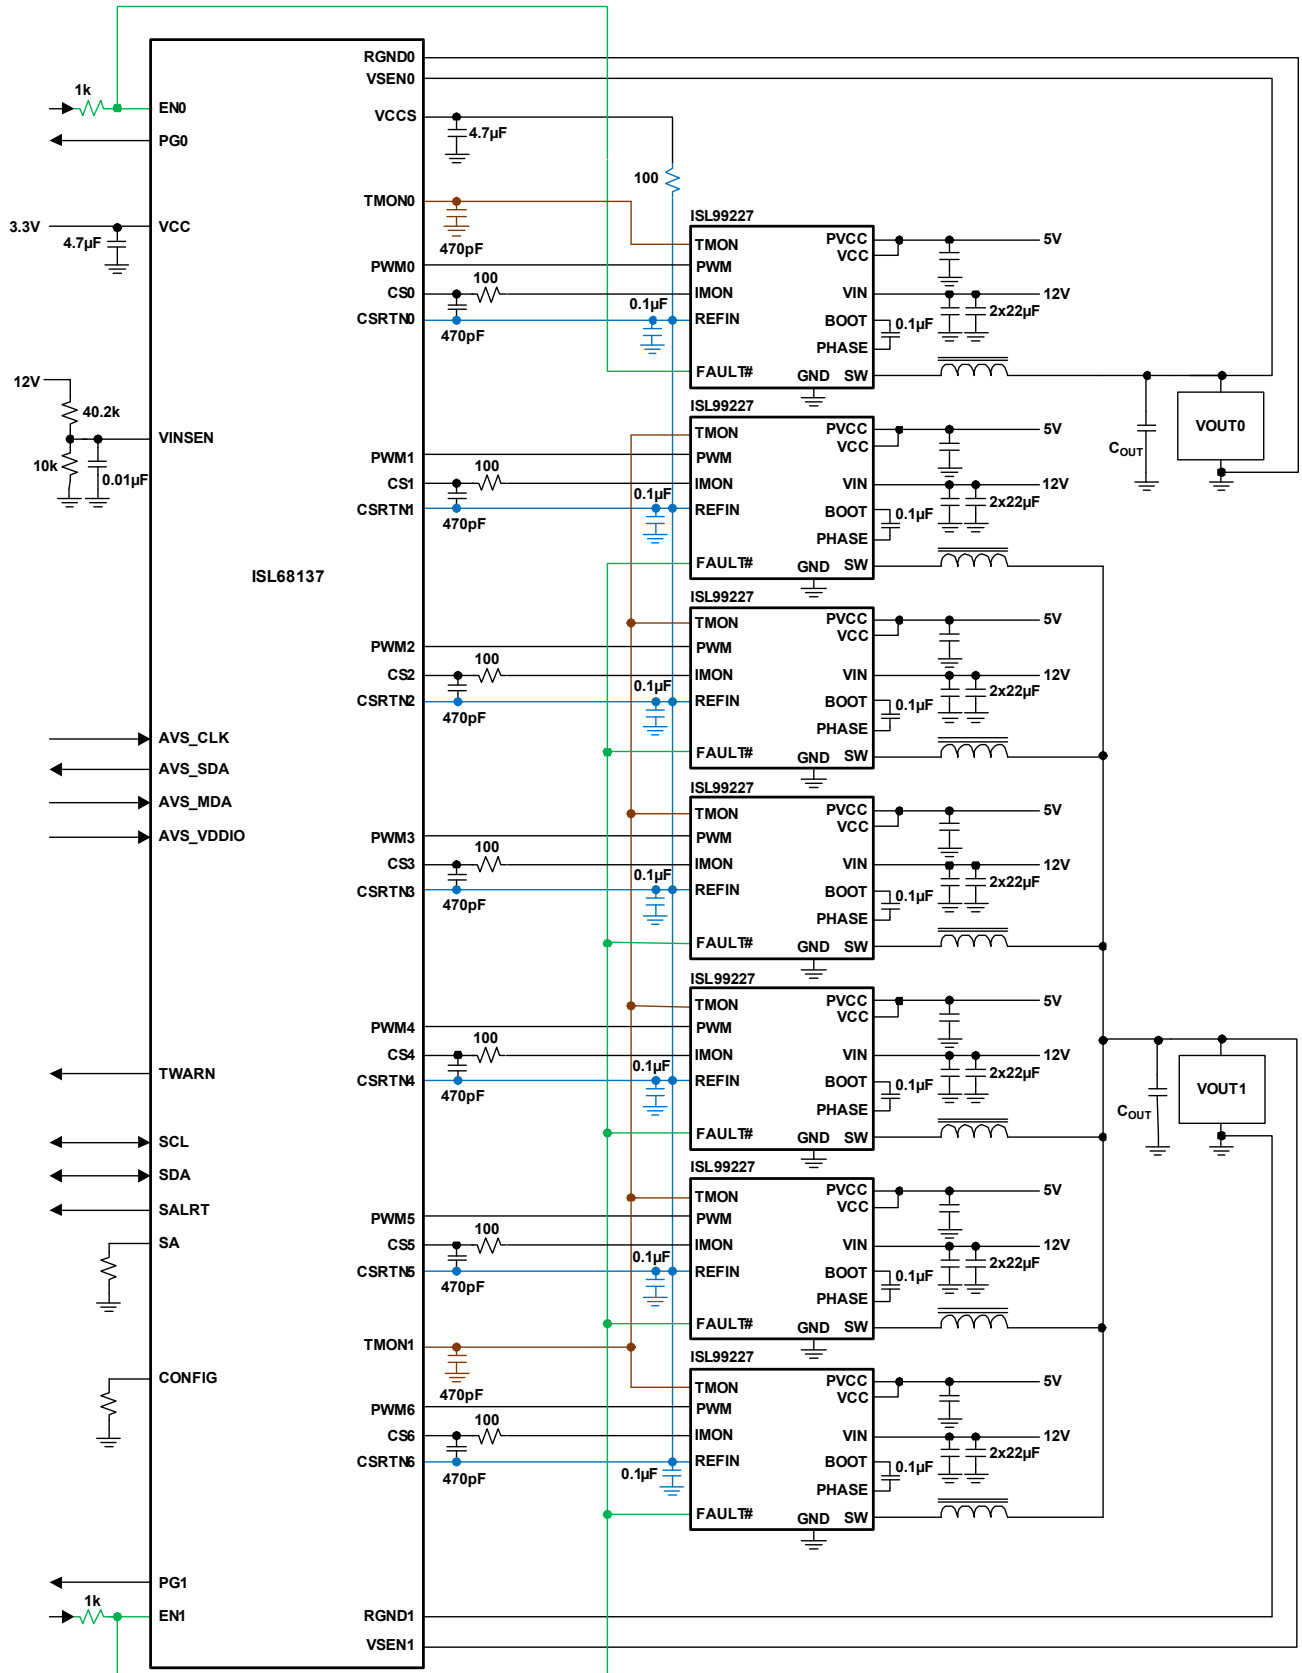 RGND0
VSEN0
1k
EN0
VCCS
PG0
4.7µF
100
TMON0
3.3V
VCC
4.7µF
470pF
PWM0
100
CS0
CSRTN0
470pF
0.1µF
ISL99227
TMON
PWM
IMON
REFIN
FAULT#
PVCC
VCC
VIN
BOOT
PHASE
GND SW
5V
12V
2x22µF
0.1µF
C_OUT
VOUT0
12V
40.2k
VINSEN
10k
0.01µF
ISL68137
PWM1
100
CS1
CSRTN1
470pF
0.1µF
ISL99227
TMON
PWM
IMON
REFIN
FAULT#
PVCC
VCC
VIN
BOOT
PHASE
GND SW
5V
12V
2x22µF
0.1µF
PWM2
100
CS2
CSRTN2
470pF
0.1µF
ISL99227
TMON
PWM
IMON
REFIN
FAULT#
PVCC
VCC
VIN
BOOT
PHASE
GND SW
5V
12V
2x22µF
0.1µF
AVS_CLK
AVS_SDA
AVS_MDA
AVS_VDDIO
PWM3
100
CS3
CSRTN3
470pF
0.1µF
ISL99227
TMON
PWM
IMON
REFIN
FAULT#
PVCC
VCC
VIN
BOOT
PHASE
GND SW
5V
12V
2x22µF
0.1µF
PWM4
100
CS4
CSRTN4
470pF
0.1µF
ISL99227
TMON
PWM
IMON
REFIN
FAULT#
PVCC
VCC
VIN
BOOT
PHASE
GND SW
5V
12V
2x22µF
0.1µF
C_OUT
VOUT1
TWARN
SCL
SDA
SALRT
SA
PWM5
100
CS5
CSRTN5
470pF
0.1µF
ISL99227
TMON
PWM
IMON
REFIN
FAULT#
PVCC
VCC
VIN
BOOT
PHASE
GND SW
5V
12V
2x22µF
0.1µF
TMON1
470pF
CONFIG
PWM6
100
CS6
CSRTN6
470pF
0.1µF
ISL99227
TMON
PWM
IMON
REFIN
FAULT#
PVCC
VCC
VIN
BOOT
PHASE
GND SW
5V
12V
2x22µF
0.1µF
PG1
1k
EN1
RGND1
VSEN1